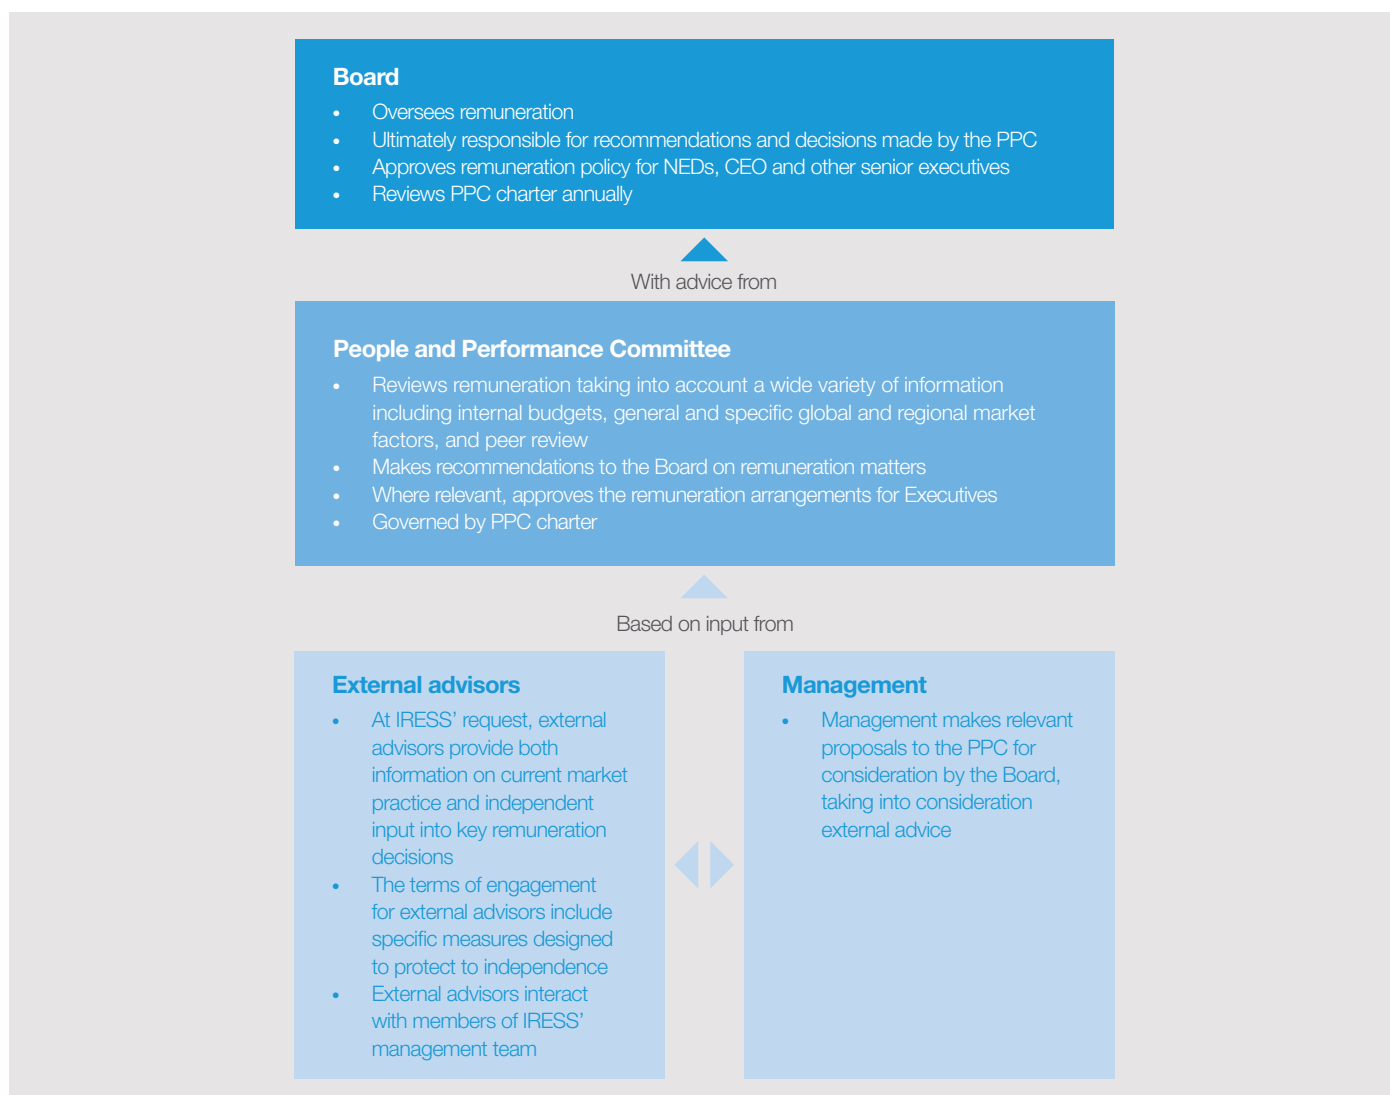 Board
• Oversees remuneration
• Ultimately responsible for recommendations and decisions made by the PPC
• Approves remuneration policy for NEDs, CEO and other senior executives
• Reviews PPC charter annually
With advice from
People and Performance Committee
• Reviews remuneration taking into account a wide variety of information
including internal budgets, general and specific global and regional market
factors, and peer review
• Makes recommendations to the Board on remuneration matters
• Where relevant, approves the remuneration arrangements for Executives
• Governed by PPC charter
Based on input from
External advisors
• At IRESS’ request, external
advisors provide both
information on current market
practice and independent
input into key remuneration
decisions
• The terms of engagement
for external advisors include
specific measures designed
to protect to independence
• External advisors interact
with members of IRESS’
management team
Management
• Management makes relevant
proposals to the PPC for
consideration by the Board,
taking into consideration
external advice